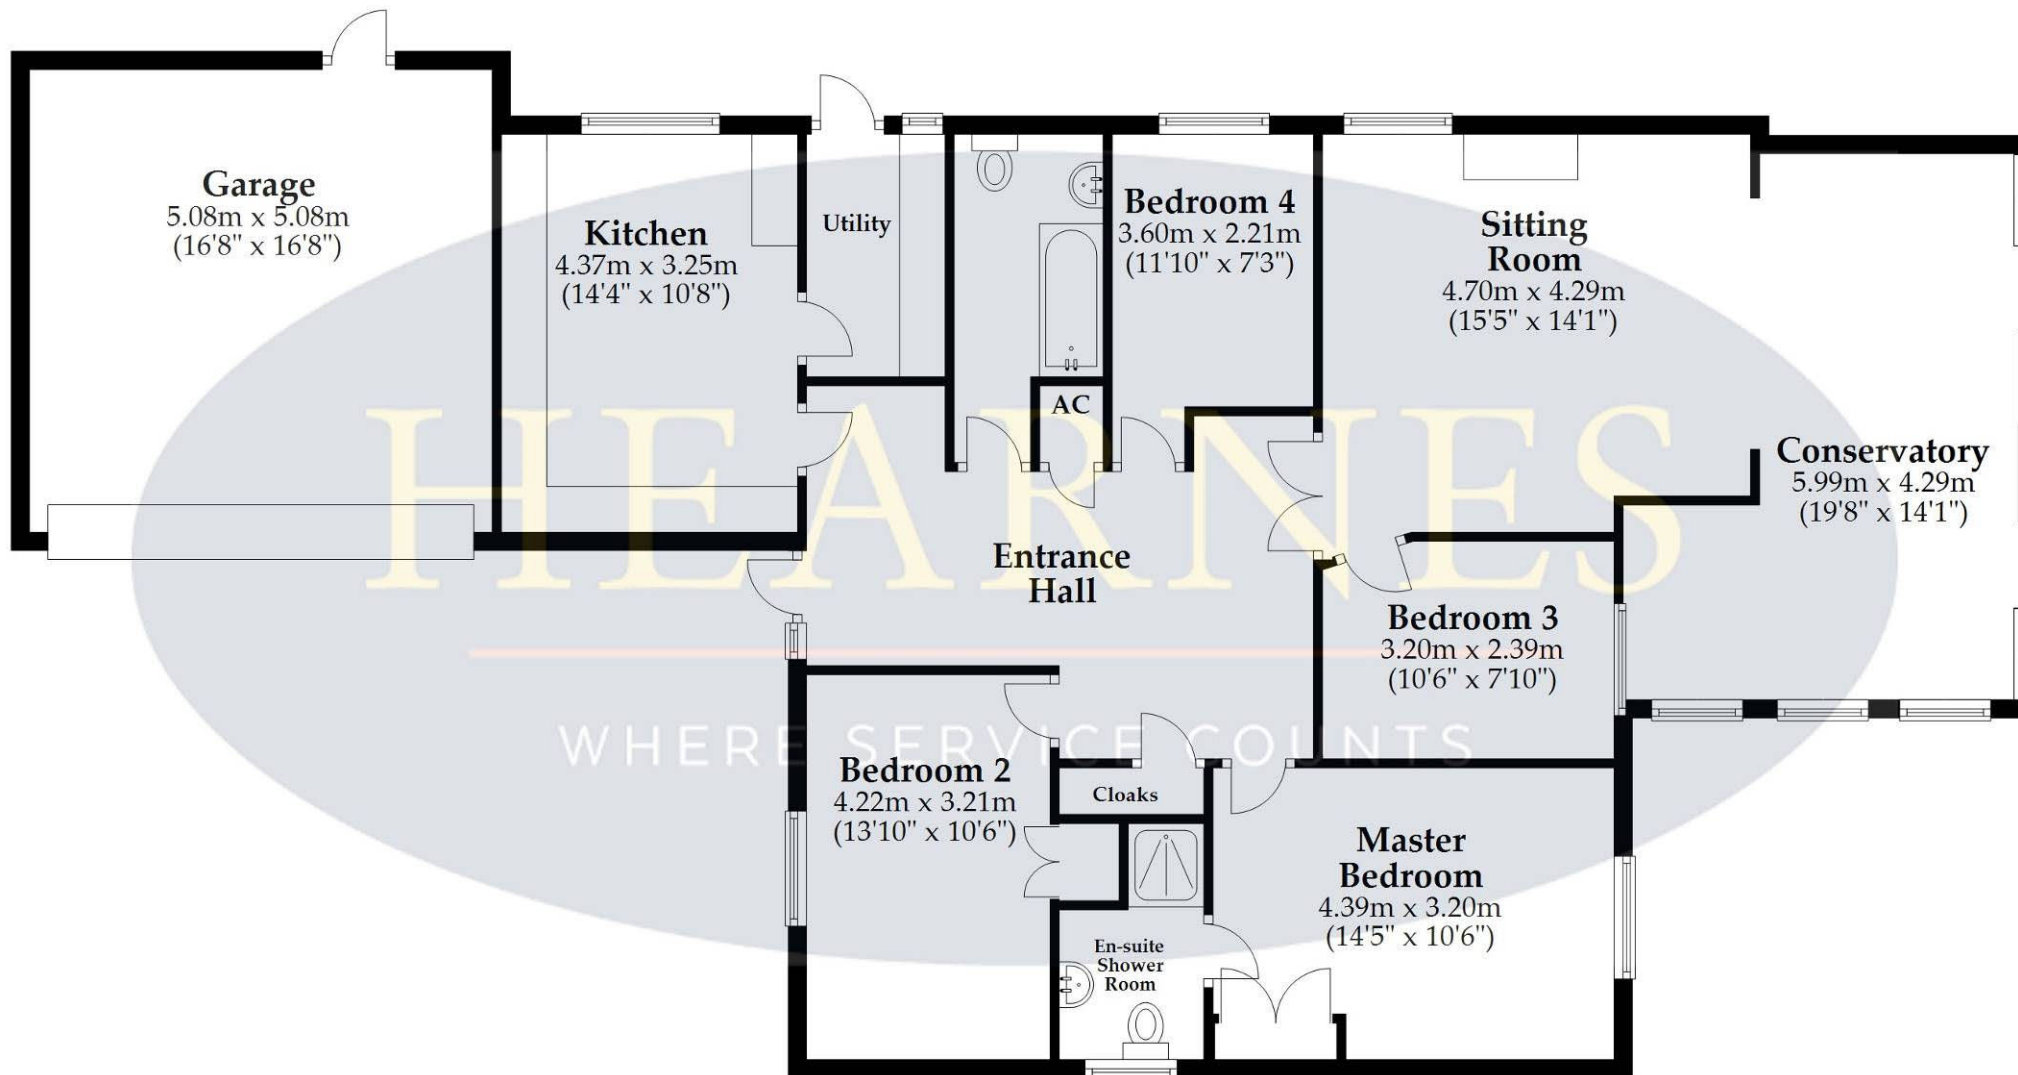 Garage
5.08m x 5.08m
(16'8" x 16'8")
Kitchen
4.37m x 3.25m
(14'4" x 10'8")
Utility
Bedroom 4
3.60m x 2.21m
(11'10" x 7'3")
Sitting
Room
4.70m x 4.29m
(15'5" x 14'1")
AC
Conservatory
5.99m x 4.29m
(19'8" x 14'1")
HEARNES
Entrance
Hall
Bedroom 3
3.20m x 2.39m
(10'6" x 7'10")
WHERE SERVICE COUNTS
Bedroom 2
4.22m x 3.21m
(13'10" x 10'6")
Cloaks
Master
Bedroom
4.39m x 3.20m
(14'5" x 10'6")
En-suite
Shower
Room